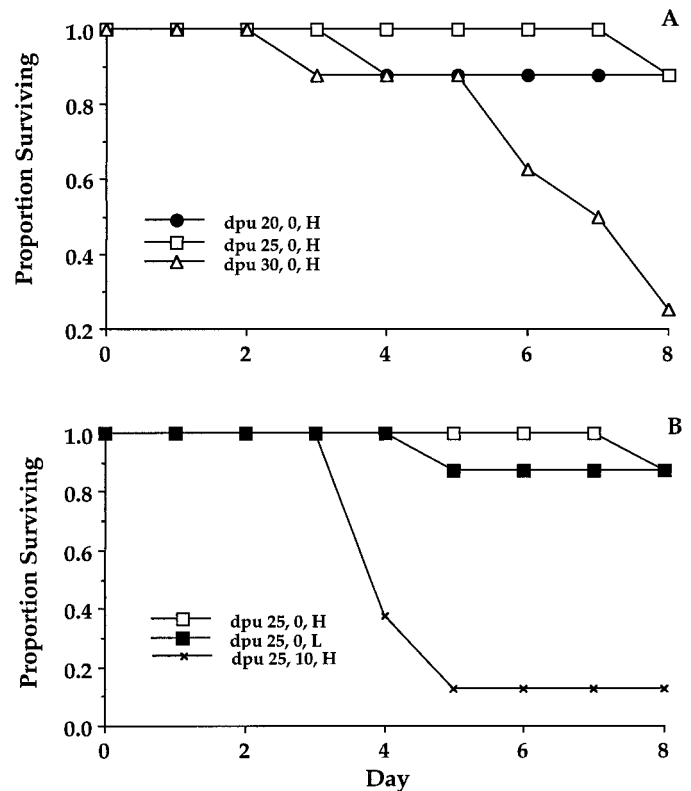 A
1.0
0.8
0.6
0.4
0.2
Proportion Surviving
dpu 20, 0, H
dpu 25, 0, H
dpu 30, 0, H
0 2 4 6 8
B
1.0
0.8
0.6
0.4
0.2
0.0
Proportion Surviving
dpu 25, 0, H
dpu 25, 0, L
dpu 25, 10, H
0 2 4 6 8
Day